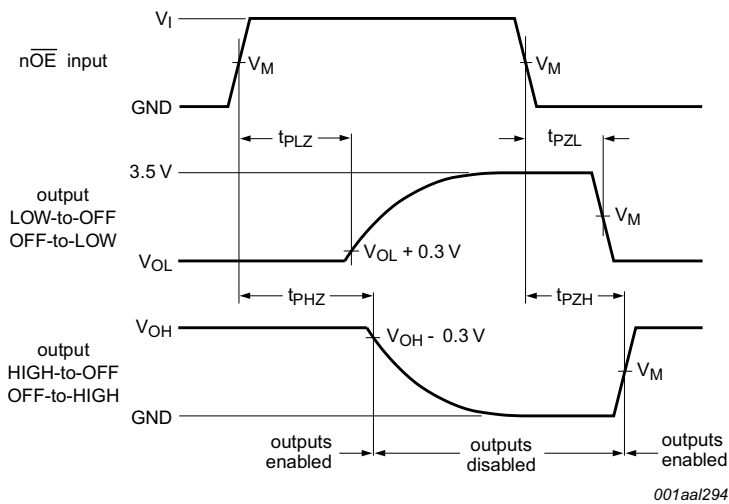 V_I
nO̅E̅ input
V_M
V_M
GND
t_PLZ
t_PZL
3.5 V
output
LOW-to-OFF
OFF-to-LOW
V_M
V_OL + 0.3 V
V_OL
t_PHZ
t_PZH
V_OH
V_OH - 0.3 V
output
HIGH-to-OFF
OFF-to-HIGH
V_M
GND
outputs
enabled
outputs
disabled
outputs
enabled
001aal294